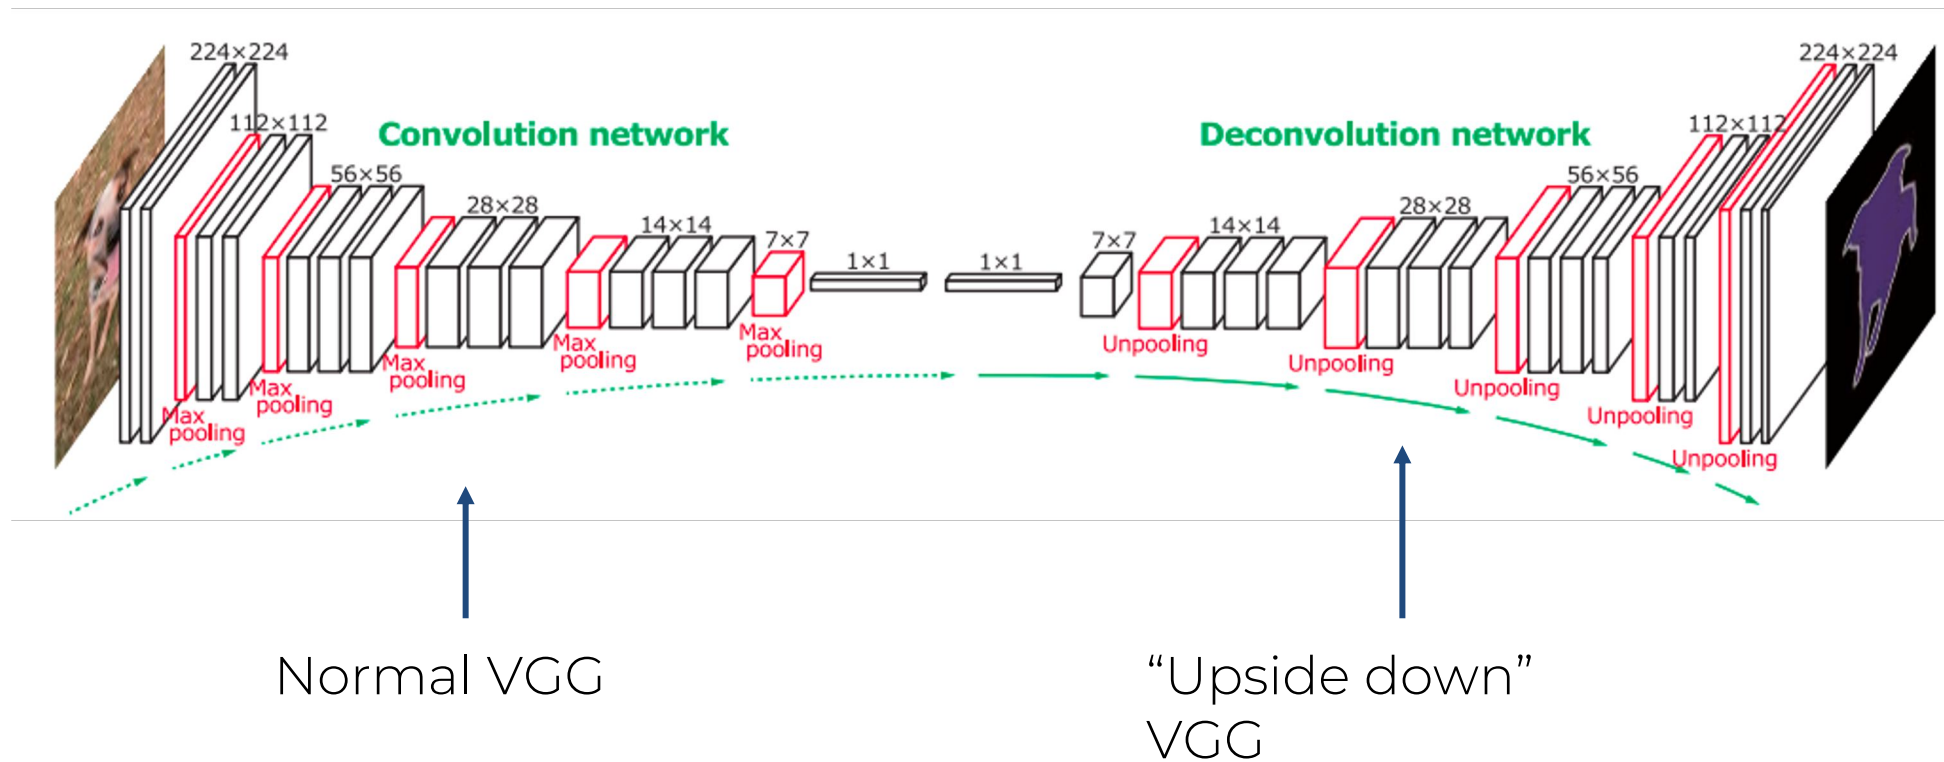 224×224
112×112
Convolution network
56×56
28×28
14×14
7×7
1×1
1×1
Max
pooling
Max
pooling
Max
pooling
Max
pooling
Max
pooling
Deconvolution network
7×7
14×14
28×28
56×56
112×112
224×224
Unpooling
Unpooling
Unpooling
Unpooling
Unpooling
Normal VGG
“Upside down”
VGG